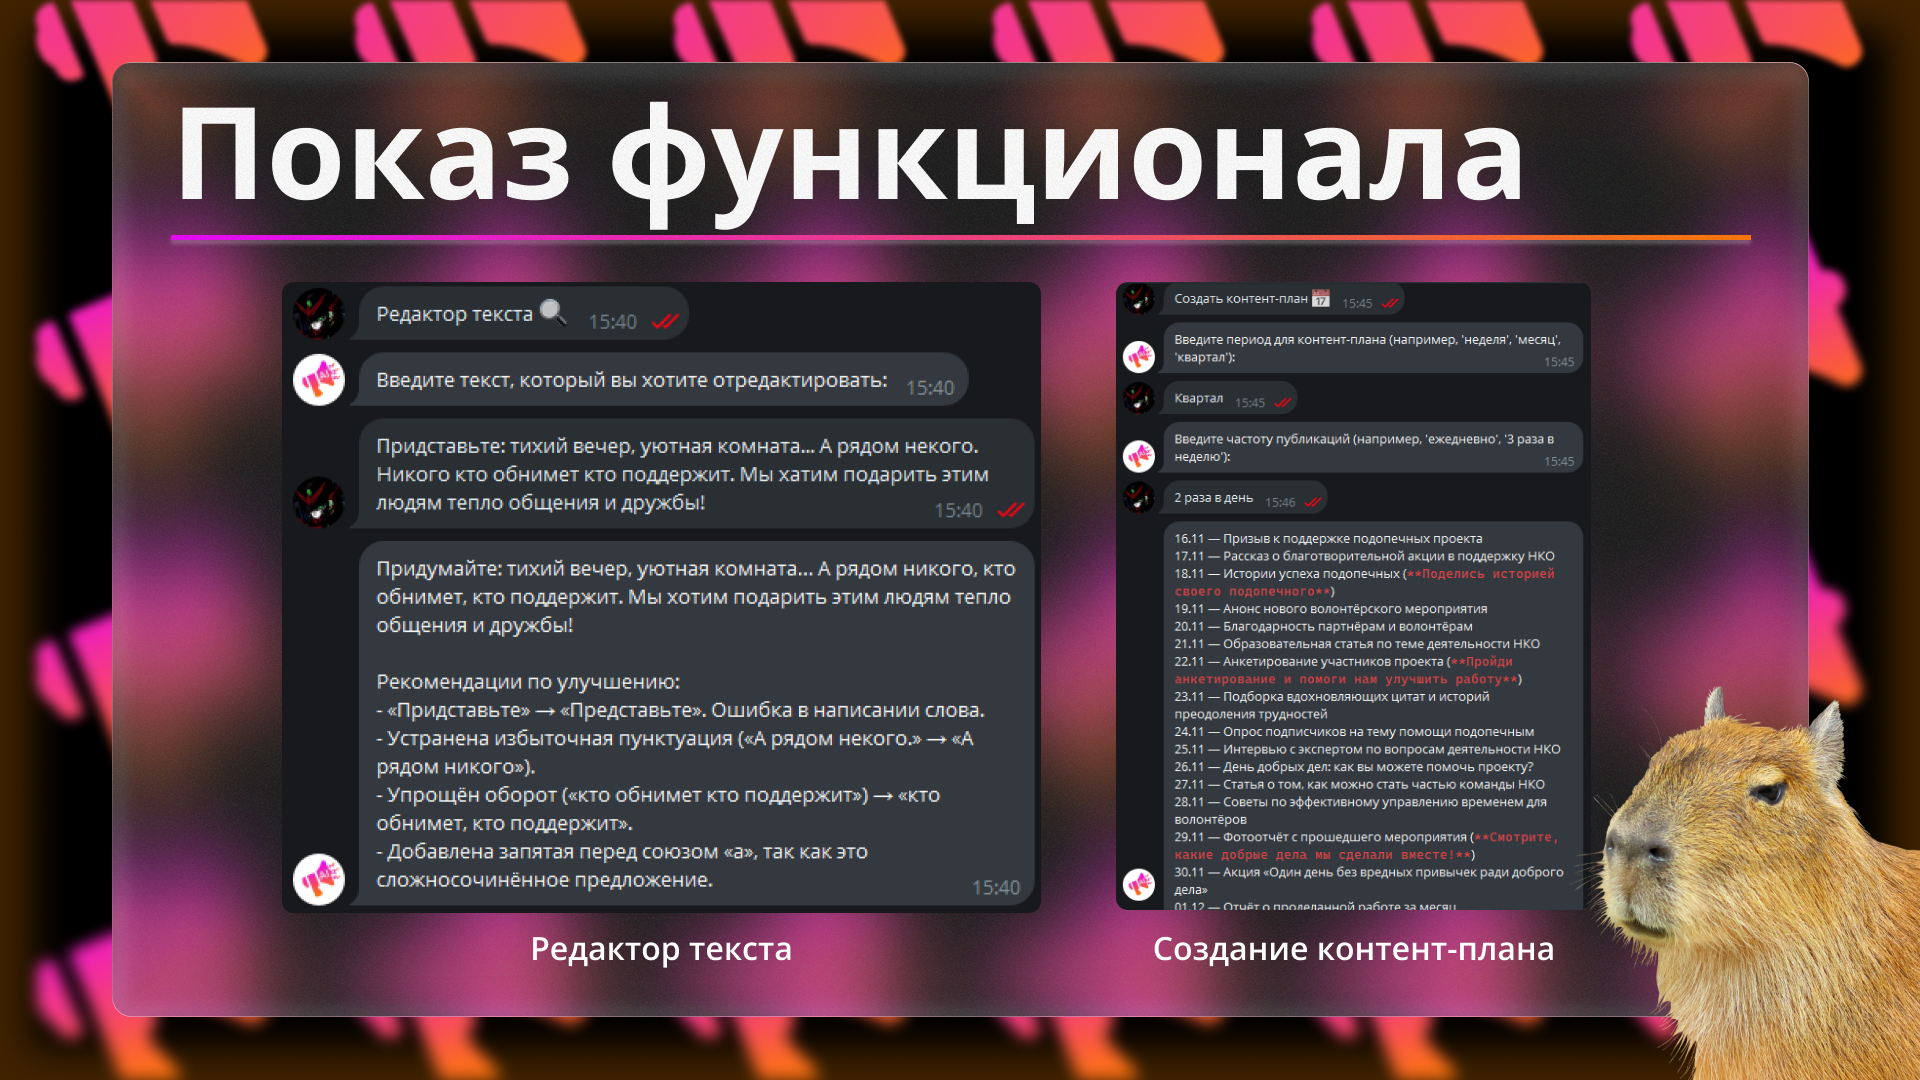 Показ функционала
Редактор текста 🔍 15:40
Введите текст, который вы хотите отредактировать: 15:40
Придставьте: тихий вечер, уютная комната... А рядом некого.
Никого кто обнимет кто поддержит. Мы хатим подарить этим
людям тепло общения и дружбы! 15:40
Придумайте: тихий вечер, уютная комната... А рядом никого, кто
обнимет, кто поддержит. Мы хотим подарить этим людям тепло
общения и дружбы!
Рекомендации по улучшению:
- «Придставьте» → «Представьте». Ошибка в написании слова.
- Устранена избыточная пунктуация («А рядом некого.» → «А
рядом никого»).
- Упрощён оборот («кто обнимет кто поддержит») → «кто
обнимет, кто поддержит».
- Добавлена запятая перед союзом «а», так как это
сложносочинённое предложение. 15:40
Редактор текста
Создать контент-план 📅 15:45
Введите период для контент-плана (например, 'неделя', 'месяц',
'квартал'): 15:45
Квартал 15:45
Введите частоту публикаций (например, 'ежедневно', '3 раза в
неделю'): 15:45
2 раза в день 15:46
16.11 — Призыв к поддержке подопечных проекта
17.11 — Рассказ о благотворительной акции в поддержку НКО
18.11 — Истории успеха подопечных (**Поделись историей
своего подопечного**)
19.11 — Анонс нового волонтёрского мероприятия
20.11 — Благодарность партнёрам и волонтёрам
21.11 — Образовательная статья по теме деятельности НКО
22.11 — Анкетирование участников проекта (**Пройди
анкетирование и помоги нам улучшить работу**)
23.11 — Подборка вдохновляющих цитат и историй
преодоления трудностей
24.11 — Опрос подписчиков на тему помощи подопечным
25.11 — Интервью с экспертом по вопросам деятельности НКО
26.11 — День добрых дел: как вы можете помочь проекту?
27.11 — Статья о том, как можно стать частью команды НКО
28.11 — Советы по эффективному управлению временем для
волонтёров
29.11 — Фотоотчёт с прошедшего мероприятия (**Смотрите,
какие добрые дела мы сделали вместе!**)
30.11 — Акция «Один день без вредных привычек ради доброго
дела»
01.12 — Отчёт о проделанной работе за месяц
Создание контент-плана